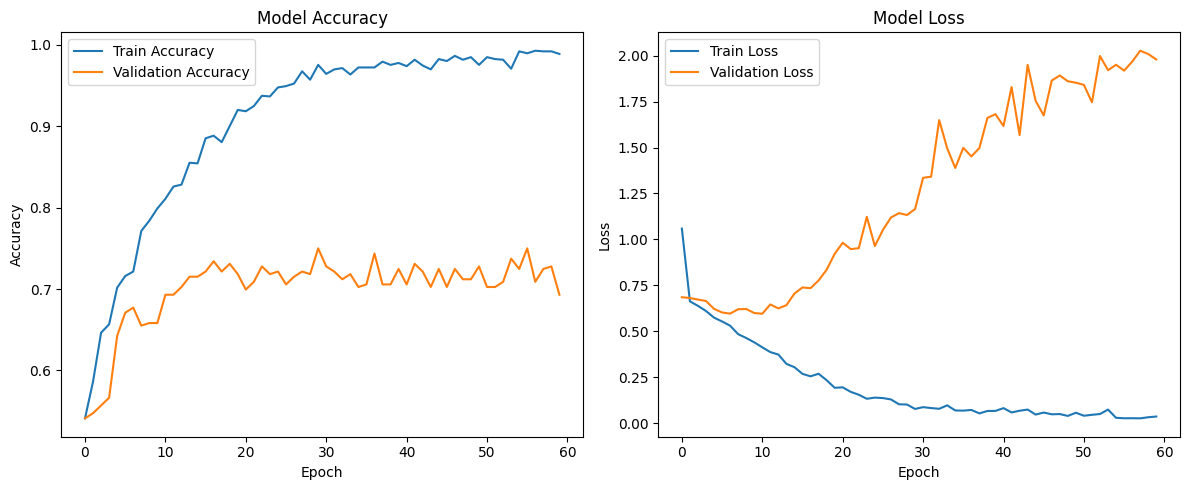 Model Accuracy
Train Accuracy
Validation Accuracy
Accuracy
1.0
0.9
0.8
0.7
0.6
0 10 20 30 40 50 60
Epoch
Model Loss
Train Loss
Validation Loss
Loss
2.00
1.75
1.50
1.25
1.00
0.75
0.50
0.25
0.00
0 10 20 30 40 50 60
Epoch